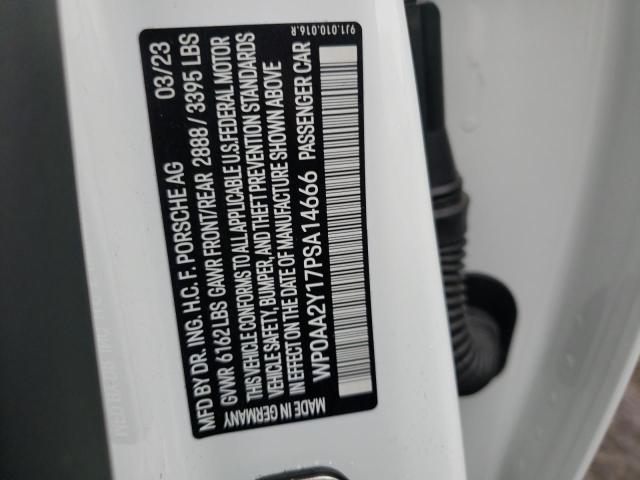 MFD BY DR. ING. H.C. F. PORSCHE AG 03/23
GVWR 6162 LBS GAWR FRONT/REAR 2888 / 3395 LBS
THIS VEHICLE CONFORMS TO ALL APPLICABLE U.S. FEDERAL MOTOR
VEHICLE SAFETY, BUMPER, AND THEFT PREVENTION STANDARDS
IN EFFECT ON THE DATE OF MANUFACTURE SHOWN ABOVE
WP0AA2Y17PSA14666 PASSENGER CAR
MADE IN GERMANY
9J1.010.016.R